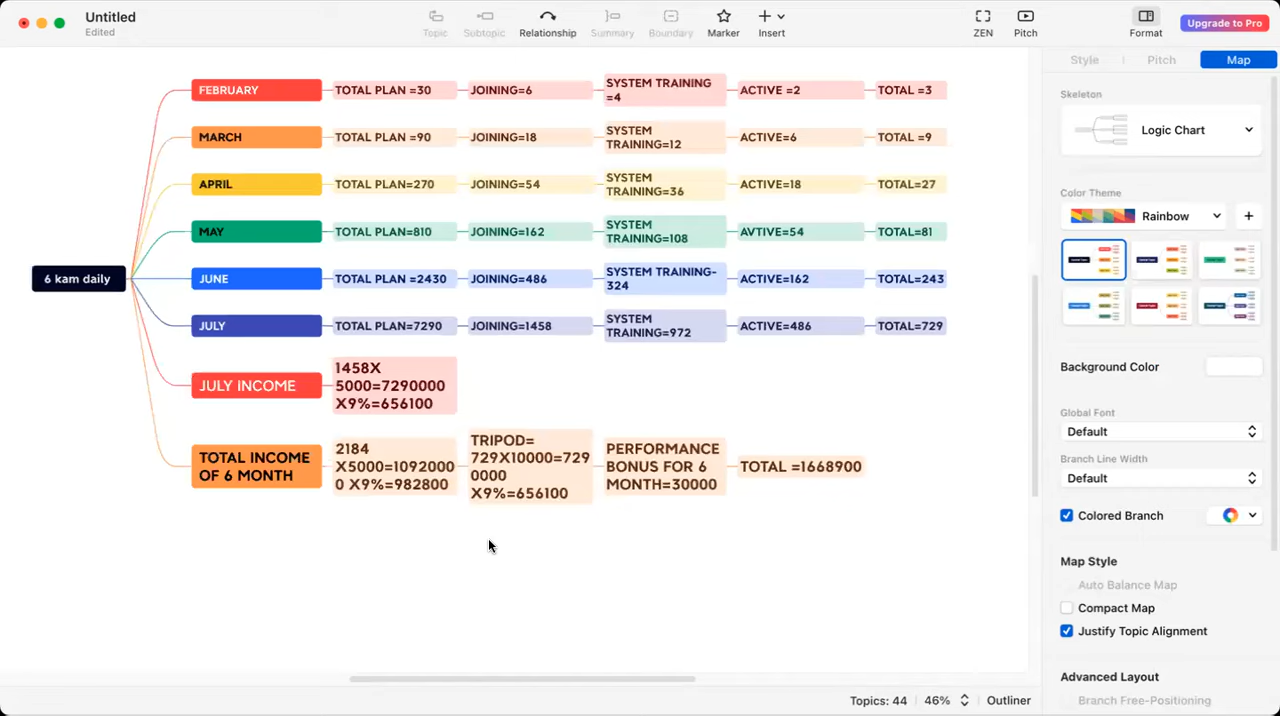 Untitled
Edited
Topic
Subtopic
Relationship
Summary
Boundary
Marker
Insert
ZEN
Pitch
Format
Upgrade to Pro
Style
Pitch
Map
Skeleton
Logic Chart
Color Theme
Rainbow
Background Color
Global Font
Default
Branch Line Width
Default
Colored Branch
Map Style
Auto Balance Map
Compact Map
Justify Topic Alignment
Advanced Layout
Branch Free-Positioning
6 kam daily
FEBRUARY
TOTAL PLAN =30
JOINING=6
SYSTEM TRAINING
=4
ACTIVE =2
TOTAL =3
MARCH
TOTAL PLAN =90
JOINING=18
SYSTEM
TRAINING=12
ACTIVE=6
TOTAL =9
APRIL
TOTAL PLAN=270
JOINING=54
SYSTEM
TRAINING=36
ACTIVE=18
TOTAL=27
MAY
TOTAL PLAN=810
JOINING=162
SYSTEM
TRAINING=108
AVTIVE=54
TOTAL=81
JUNE
TOTAL PLAN =2430
JOINING=486
SYSTEM TRAINING-
324
ACTIVE=162
TOTAL=243
JULY
TOTAL PLAN=7290
JOINING=1458
SYSTEM
TRAINING=972
ACTIVE=486
TOTAL=729
JULY INCOME
1458X
5000=7290000
X9%=656100
TOTAL INCOME
OF 6 MONTH
2184
X5000=1092000
0 X9%=982800
TRIPOD=
729X10000=729
0000
X9%=656100
PERFORMANCE
BONUS FOR 6
MONTH=30000
TOTAL =1668900
Topics: 44
46%
Outliner